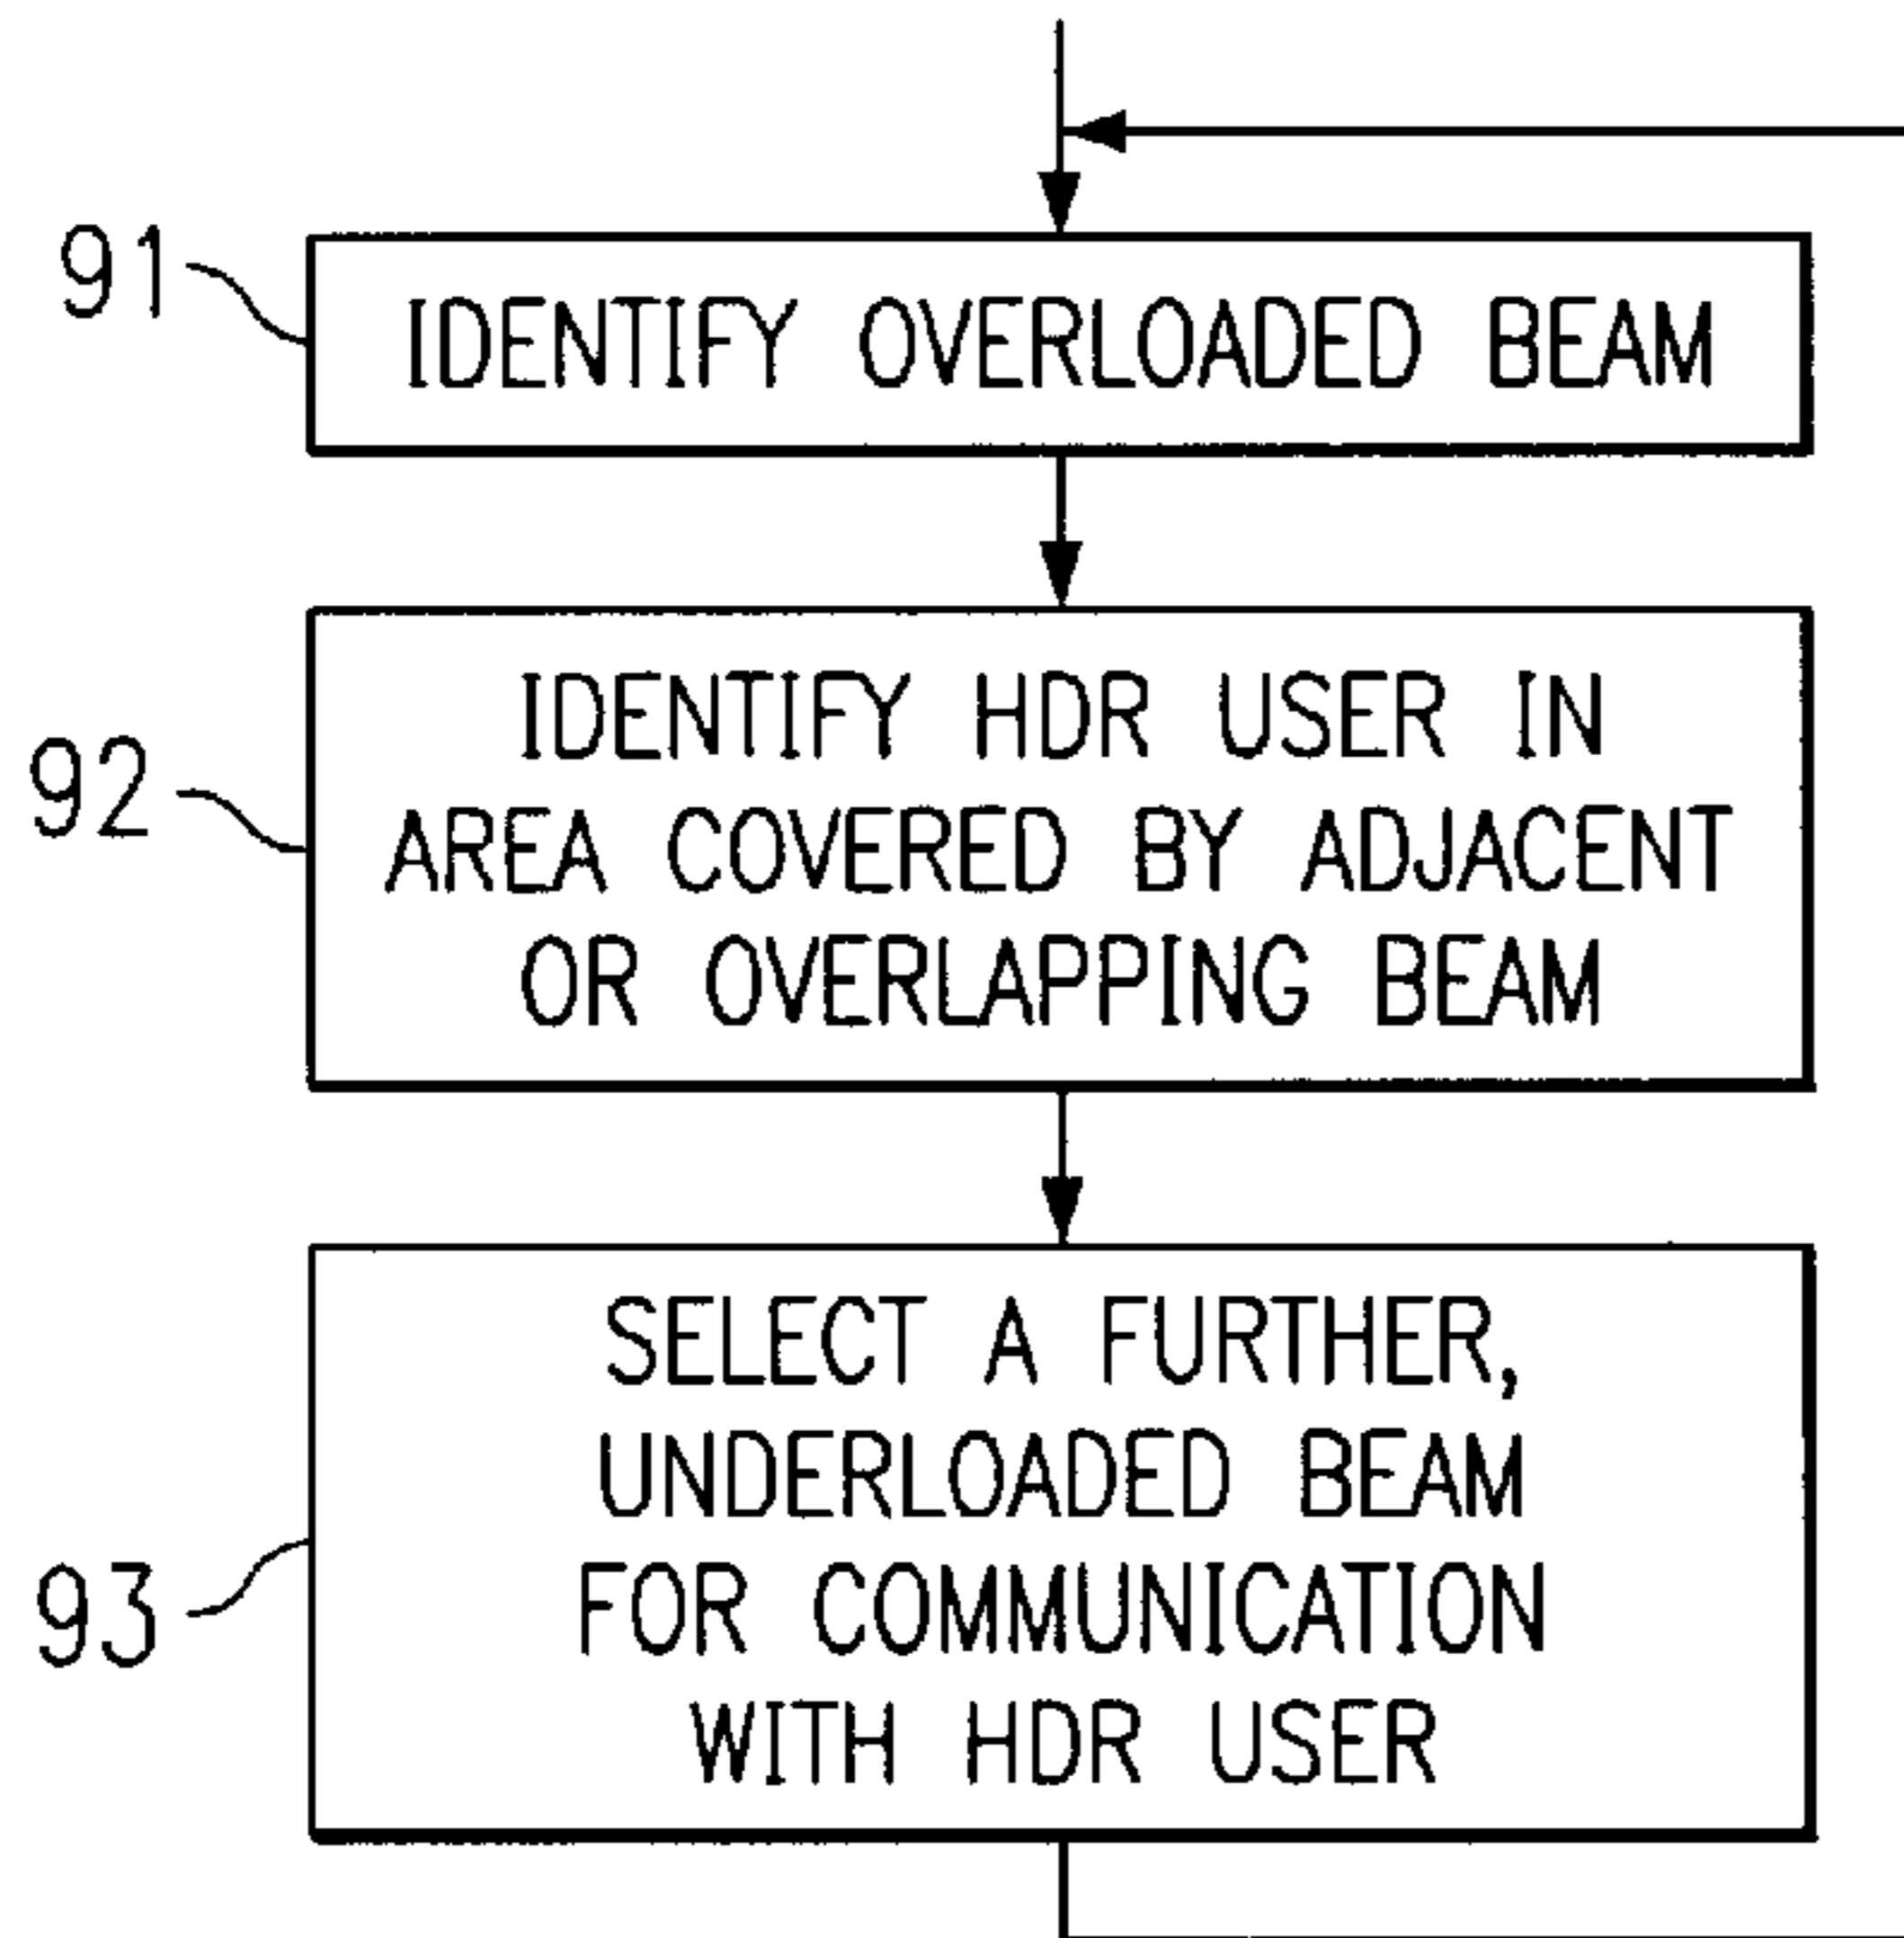 91
IDENTIFY OVERLOADED BEAM
92
IDENTIFY HDR USER IN
AREA COVERED BY ADJACENT
OR OVERLAPPING BEAM
93
SELECT A FURTHER,
UNDERLOADED BEAM
FOR COMMUNICATION
WITH HDR USER